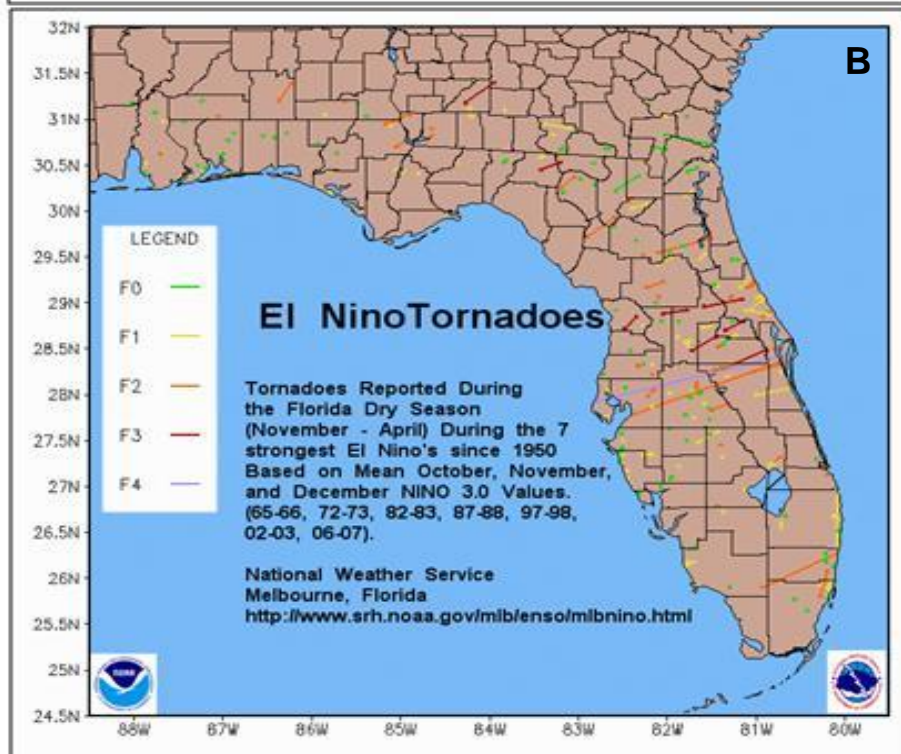 32N
B
31.5N
31N
30.5N
30N
29.5N
29N
28.5N
28N
27.5N
27N
26.5N
26N
25.5N
25N
24.5N
LEGEND
F0
F1
F2
F3
F4
El NinoTornadoes
Tornadoes Reported During
the Florida Dry Season
(November - April) During the 7
strongest El Nino's since 1950
Based on Mean October, November,
and December NINO 3.0 Values.
(65-66, 72-73, 82-83, 87-88, 97-98,
02-03, 06-07).
National Weather Service
Melbourne, Florida
http://www.srh.noaa.gov/mlb/enso/mlbnino.html
88W 87W 86W 85W 84W 83W 82W 81W 80W